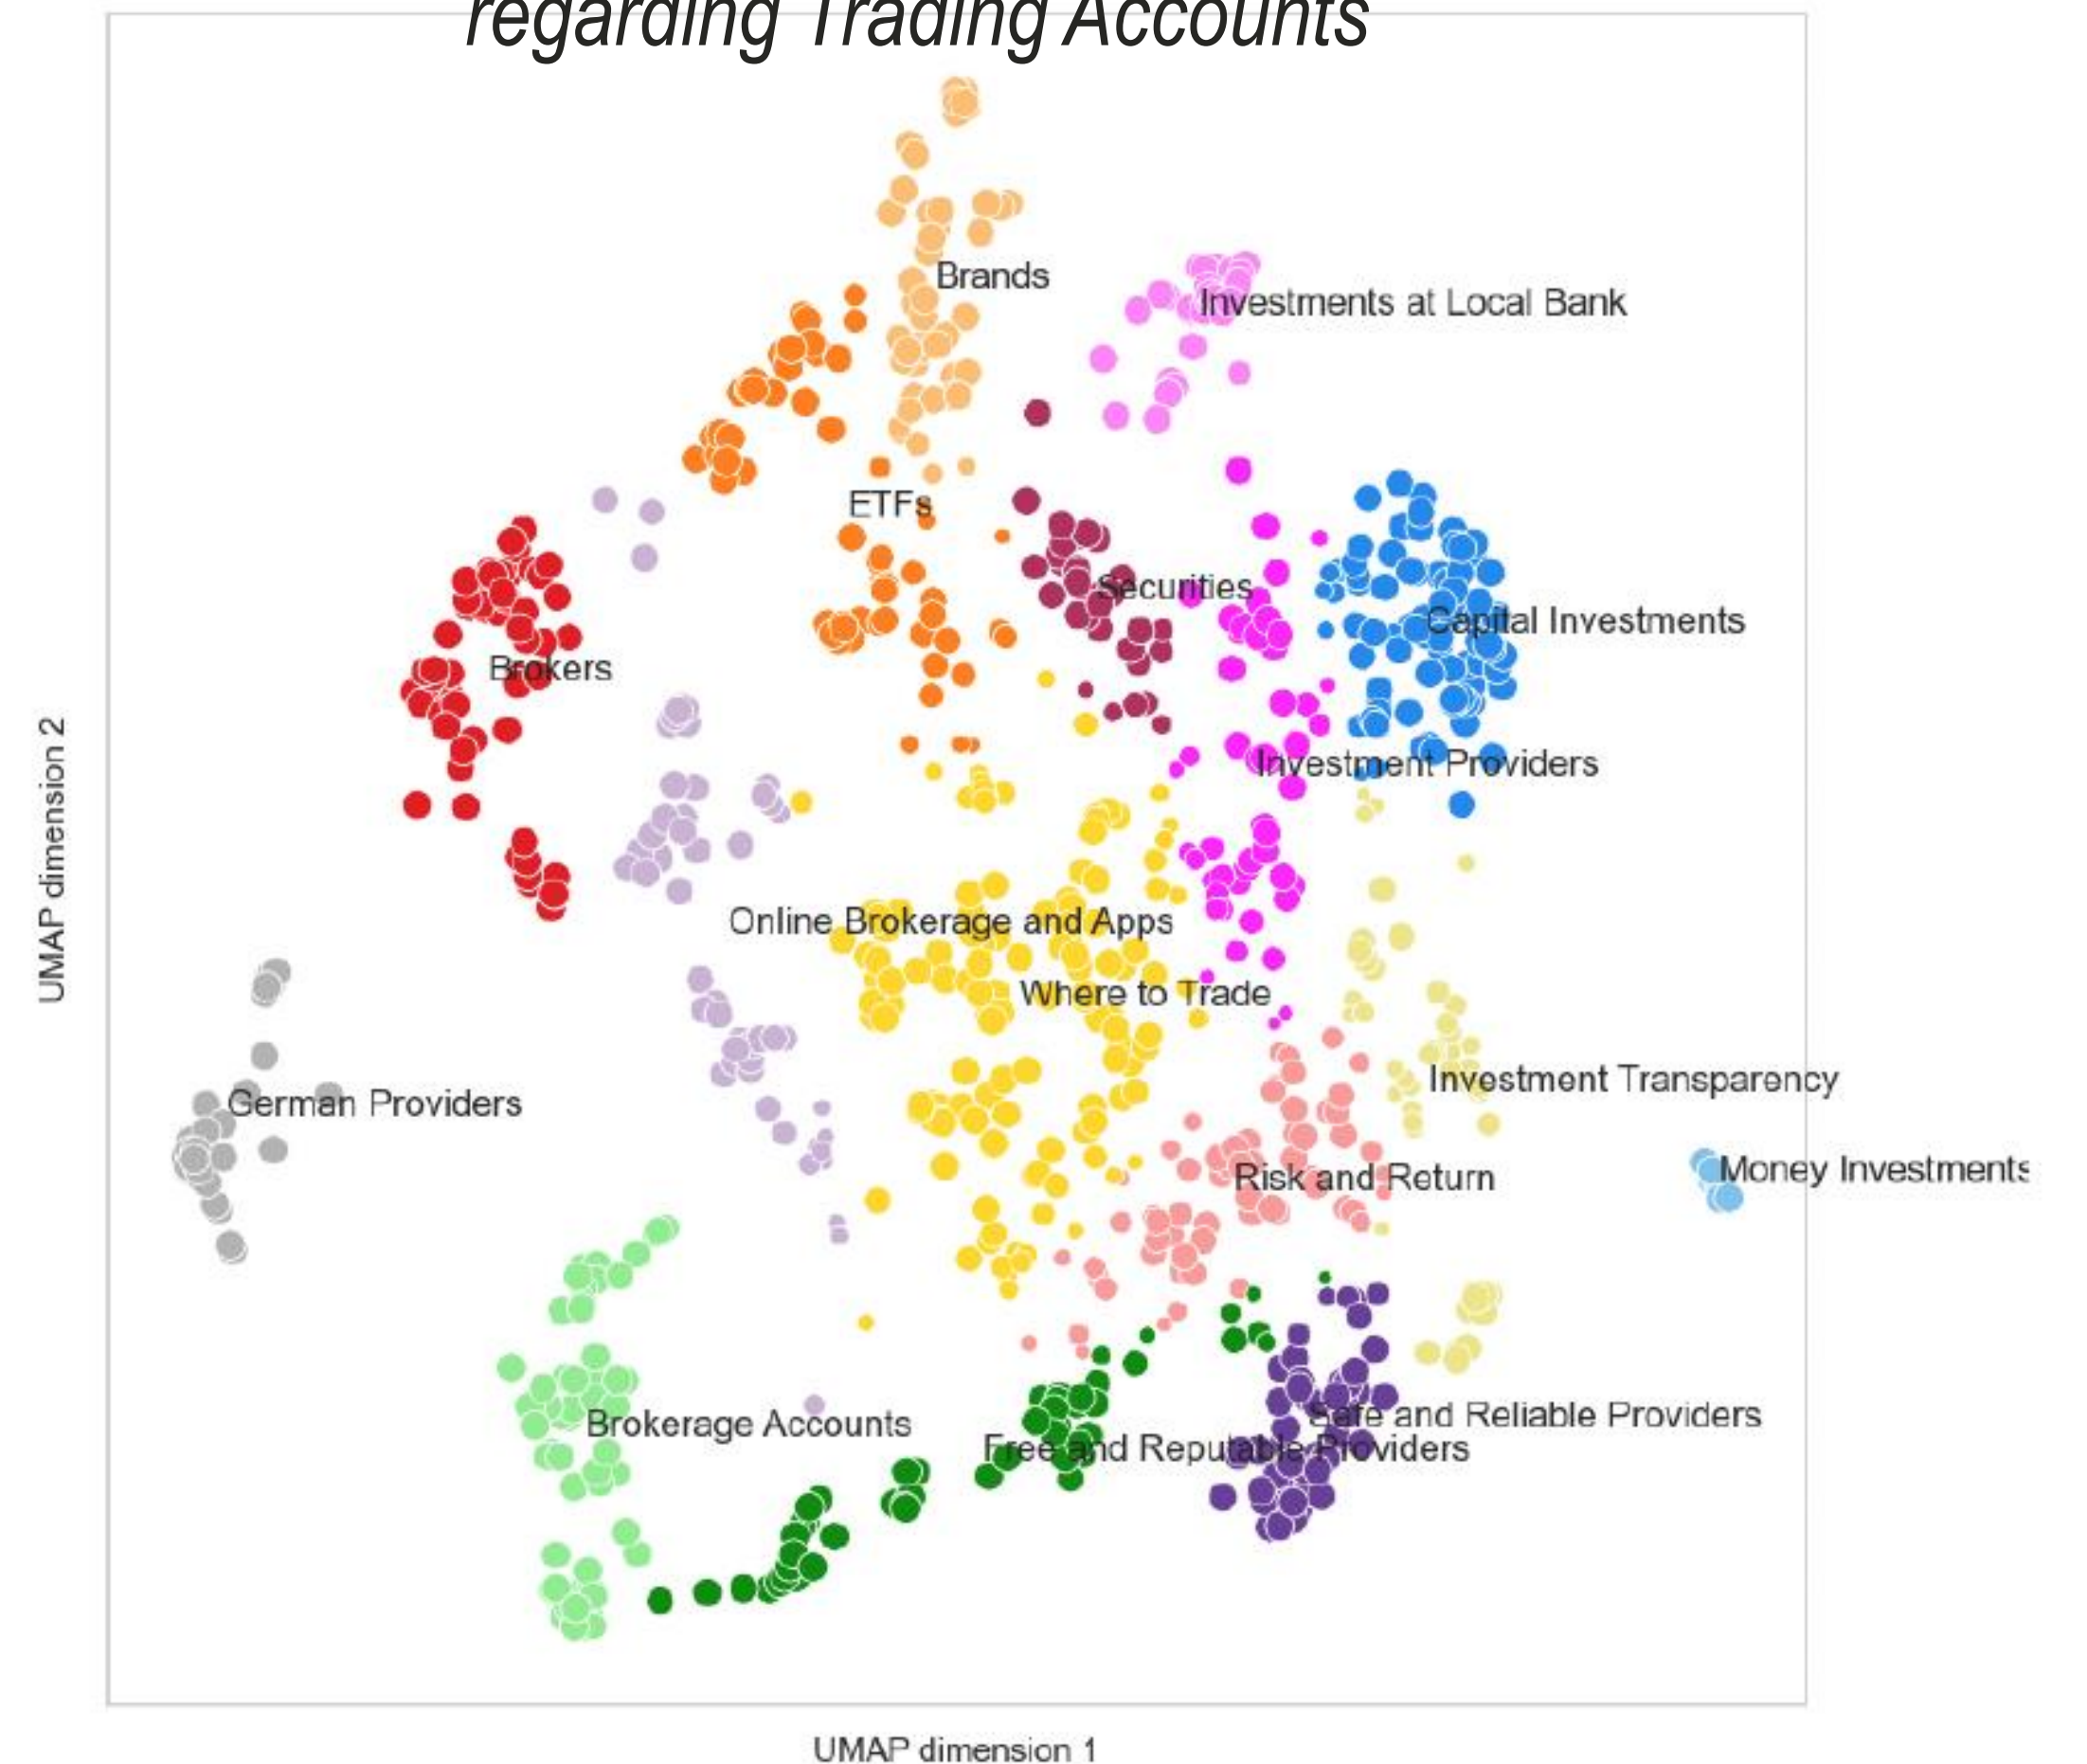 regarding Trading Accounts
Brands
Investments at Local Bank
ETFs
Securities
Capital Investments
Brokers
Investment Providers
Online Brokerage and Apps
Where to Trade
UMAP dimension 2
Investment Transparency
German Providers
Risk and Return
Money Investments
Safe and Reliable Providers
Brokerage Accounts
Free and Reputable Providers
UMAP dimension 1